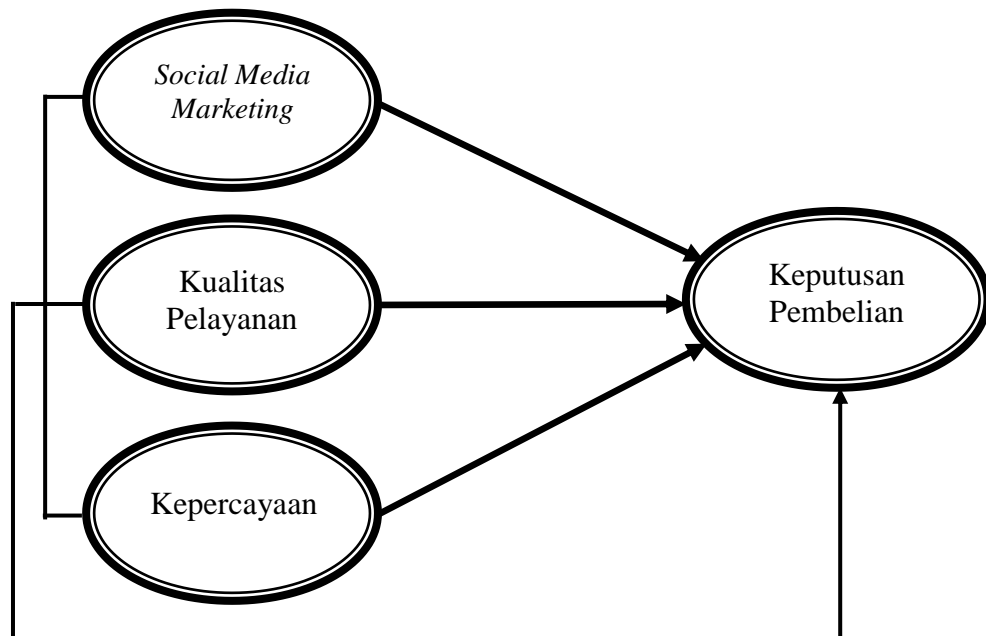 Social Media
Marketing
Kualitas
Pelayanan
Kepercayaan
Keputusan
Pembelian